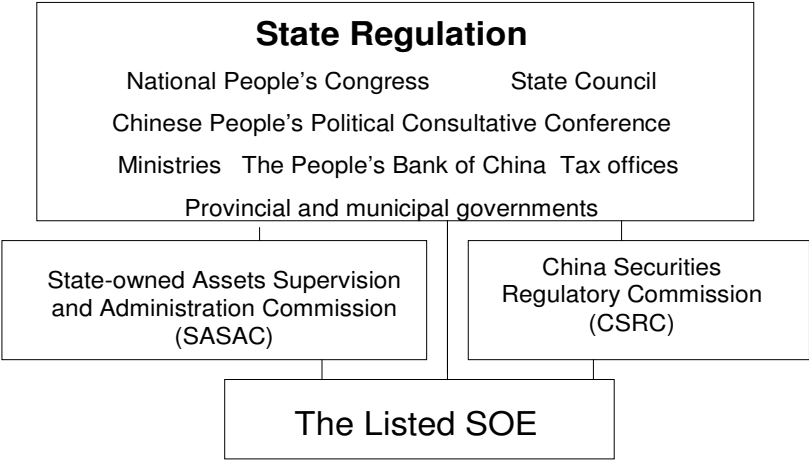 State Regulation
National People’s Congress State Council
Chinese People’s Political Consultative Conference
Ministries The People’s Bank of China Tax offices
Provincial and municipal governments
State-owned Assets Supervision
and Administration Commission
(SASAC)
China Securities
Regulatory Commission
(CSRC)
The Listed SOE